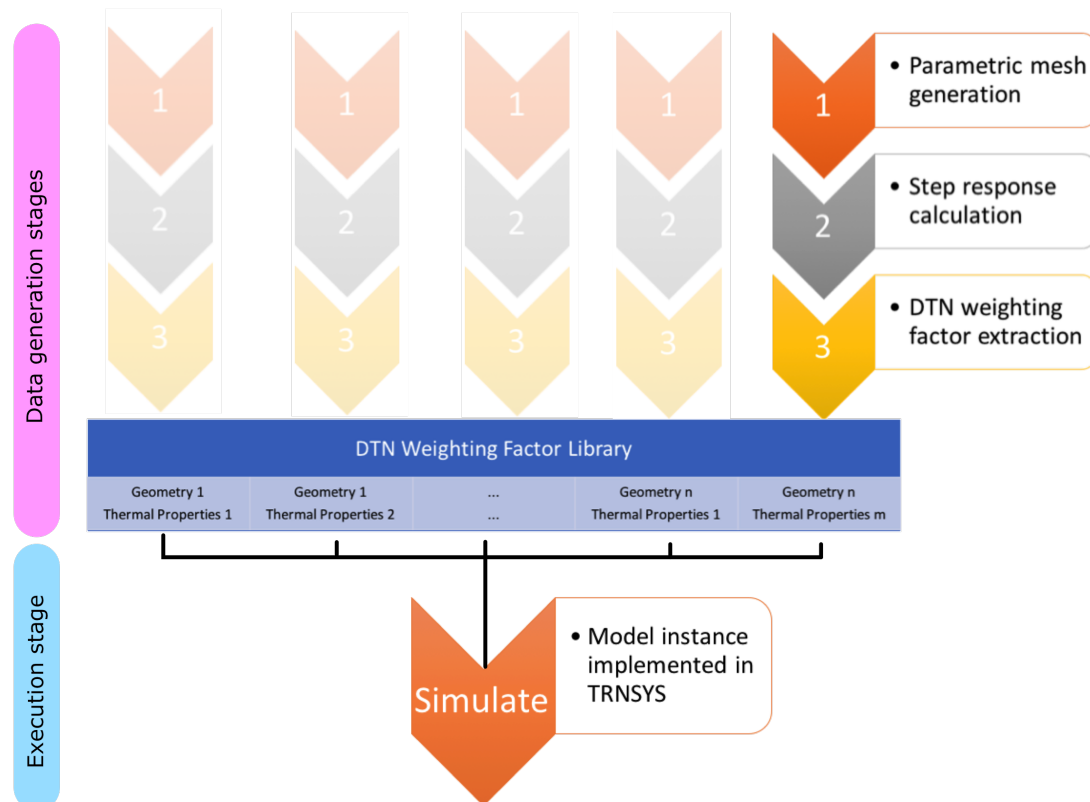 Data generation stages
1
1
1
1
1
• Parametric mesh
generation
2
2
2
2
2
• Step response
calculation
3
3
3
3
3
• DTN weighting
factor extraction
DTN Weighting Factor Library
Geometry 1
Thermal Properties 1
Geometry 1
Thermal Properties 2
...
...
Geometry n
Thermal Properties 1
Geometry n
Thermal Properties m
Execution stage
Simulate
• Model instance
implemented in
TRNSYS